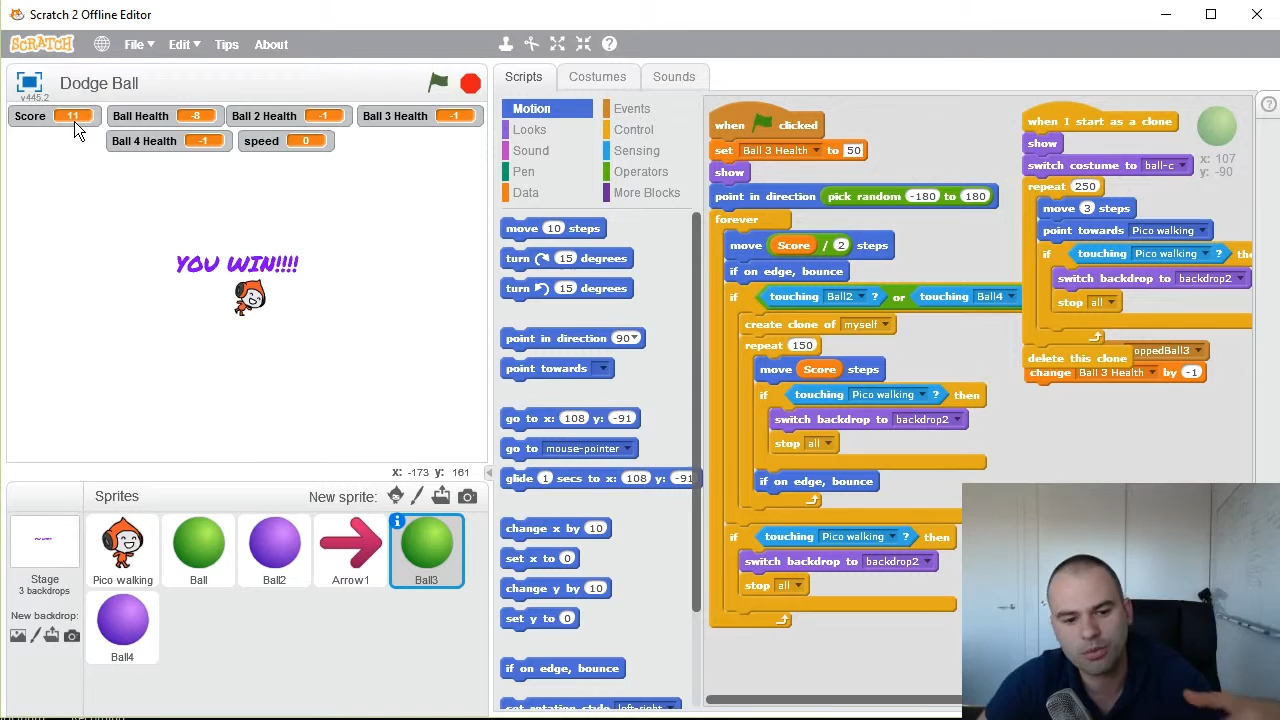 Scratch 2 Offline Editor
SCRATCH File Edit Tips About
v445.2 Dodge Ball
Score 11 Ball Health -8 Ball 2 Health -1 Ball 3 Health -1
Ball 4 Health -1 speed 0
YOU WIN!!!!
x: -173 y: 161
Sprites New sprite:
Stage
3 backdrops
New backdrop:
Pico walking Ball Ball2 Arrow1 Ball3
Ball4
Scripts Costumes Sounds
Motion Events
Looks Control
Sound Sensing
Pen Operators
Data More Blocks
move 10 steps
turn 15 degrees
turn 15 degrees
point in direction 90
point towards
go to x: 108 y: -91
go to mouse-pointer
glide 1 secs to x: 108 y: -91
change x by 10
set x to 0
change y by 10
set y to 0
if on edge, bounce
set rotation style left-right
when clicked
set Ball 3 Health to 50
show
point in direction pick random -180 to 180
forever
move Score / 2 steps
if on edge, bounce
if touching Ball2 ? or touching Ball4
create clone of myself
repeat 150
move Score steps
if touching Pico walking ? then
switch backdrop to backdrop2
stop all
if on edge, bounce
if touching Pico walking ? then
switch backdrop to backdrop2
stop all
when I start as a clone
show
switch costume to ball-c
repeat 250
move 3 steps
point towards Pico walking
if touching Pico walking ? the
switch backdrop to backdrop2
stop all
delete this clone oppedBall3
change Ball 3 Health by -1
x: 107
y: -90